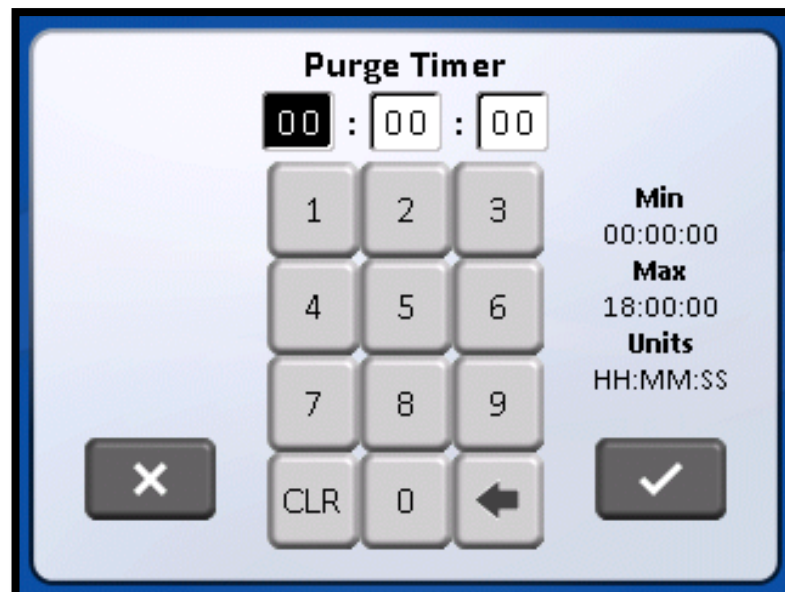 Purge Timer
00 : 00 : 00
1 2 3
Min
00:00:00
Max
4 5 6
18:00:00
Units
HH:MM:SS
7 8 9
CLR 0